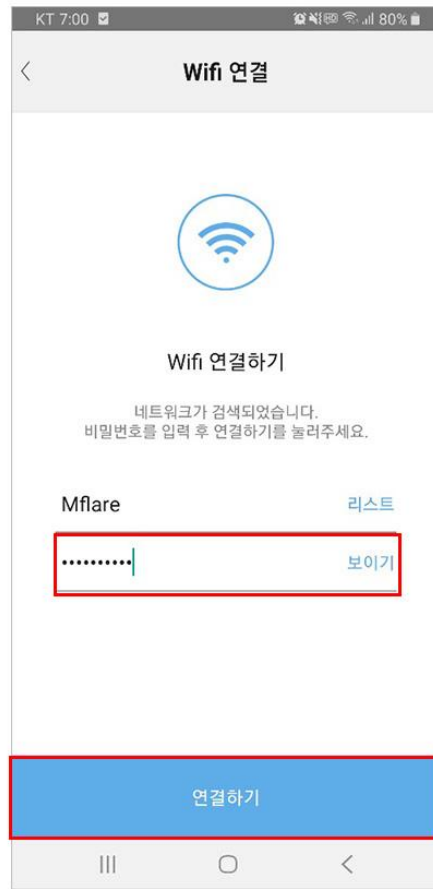 KT 7:00 80%
Wifi 연결
Wifi 연결하기
네트워크가 검색되었습니다.
비밀번호를 입력 후 연결하기를 눌러주세요.
Mflare 리스트
•••••••••• 보이기
연결하기